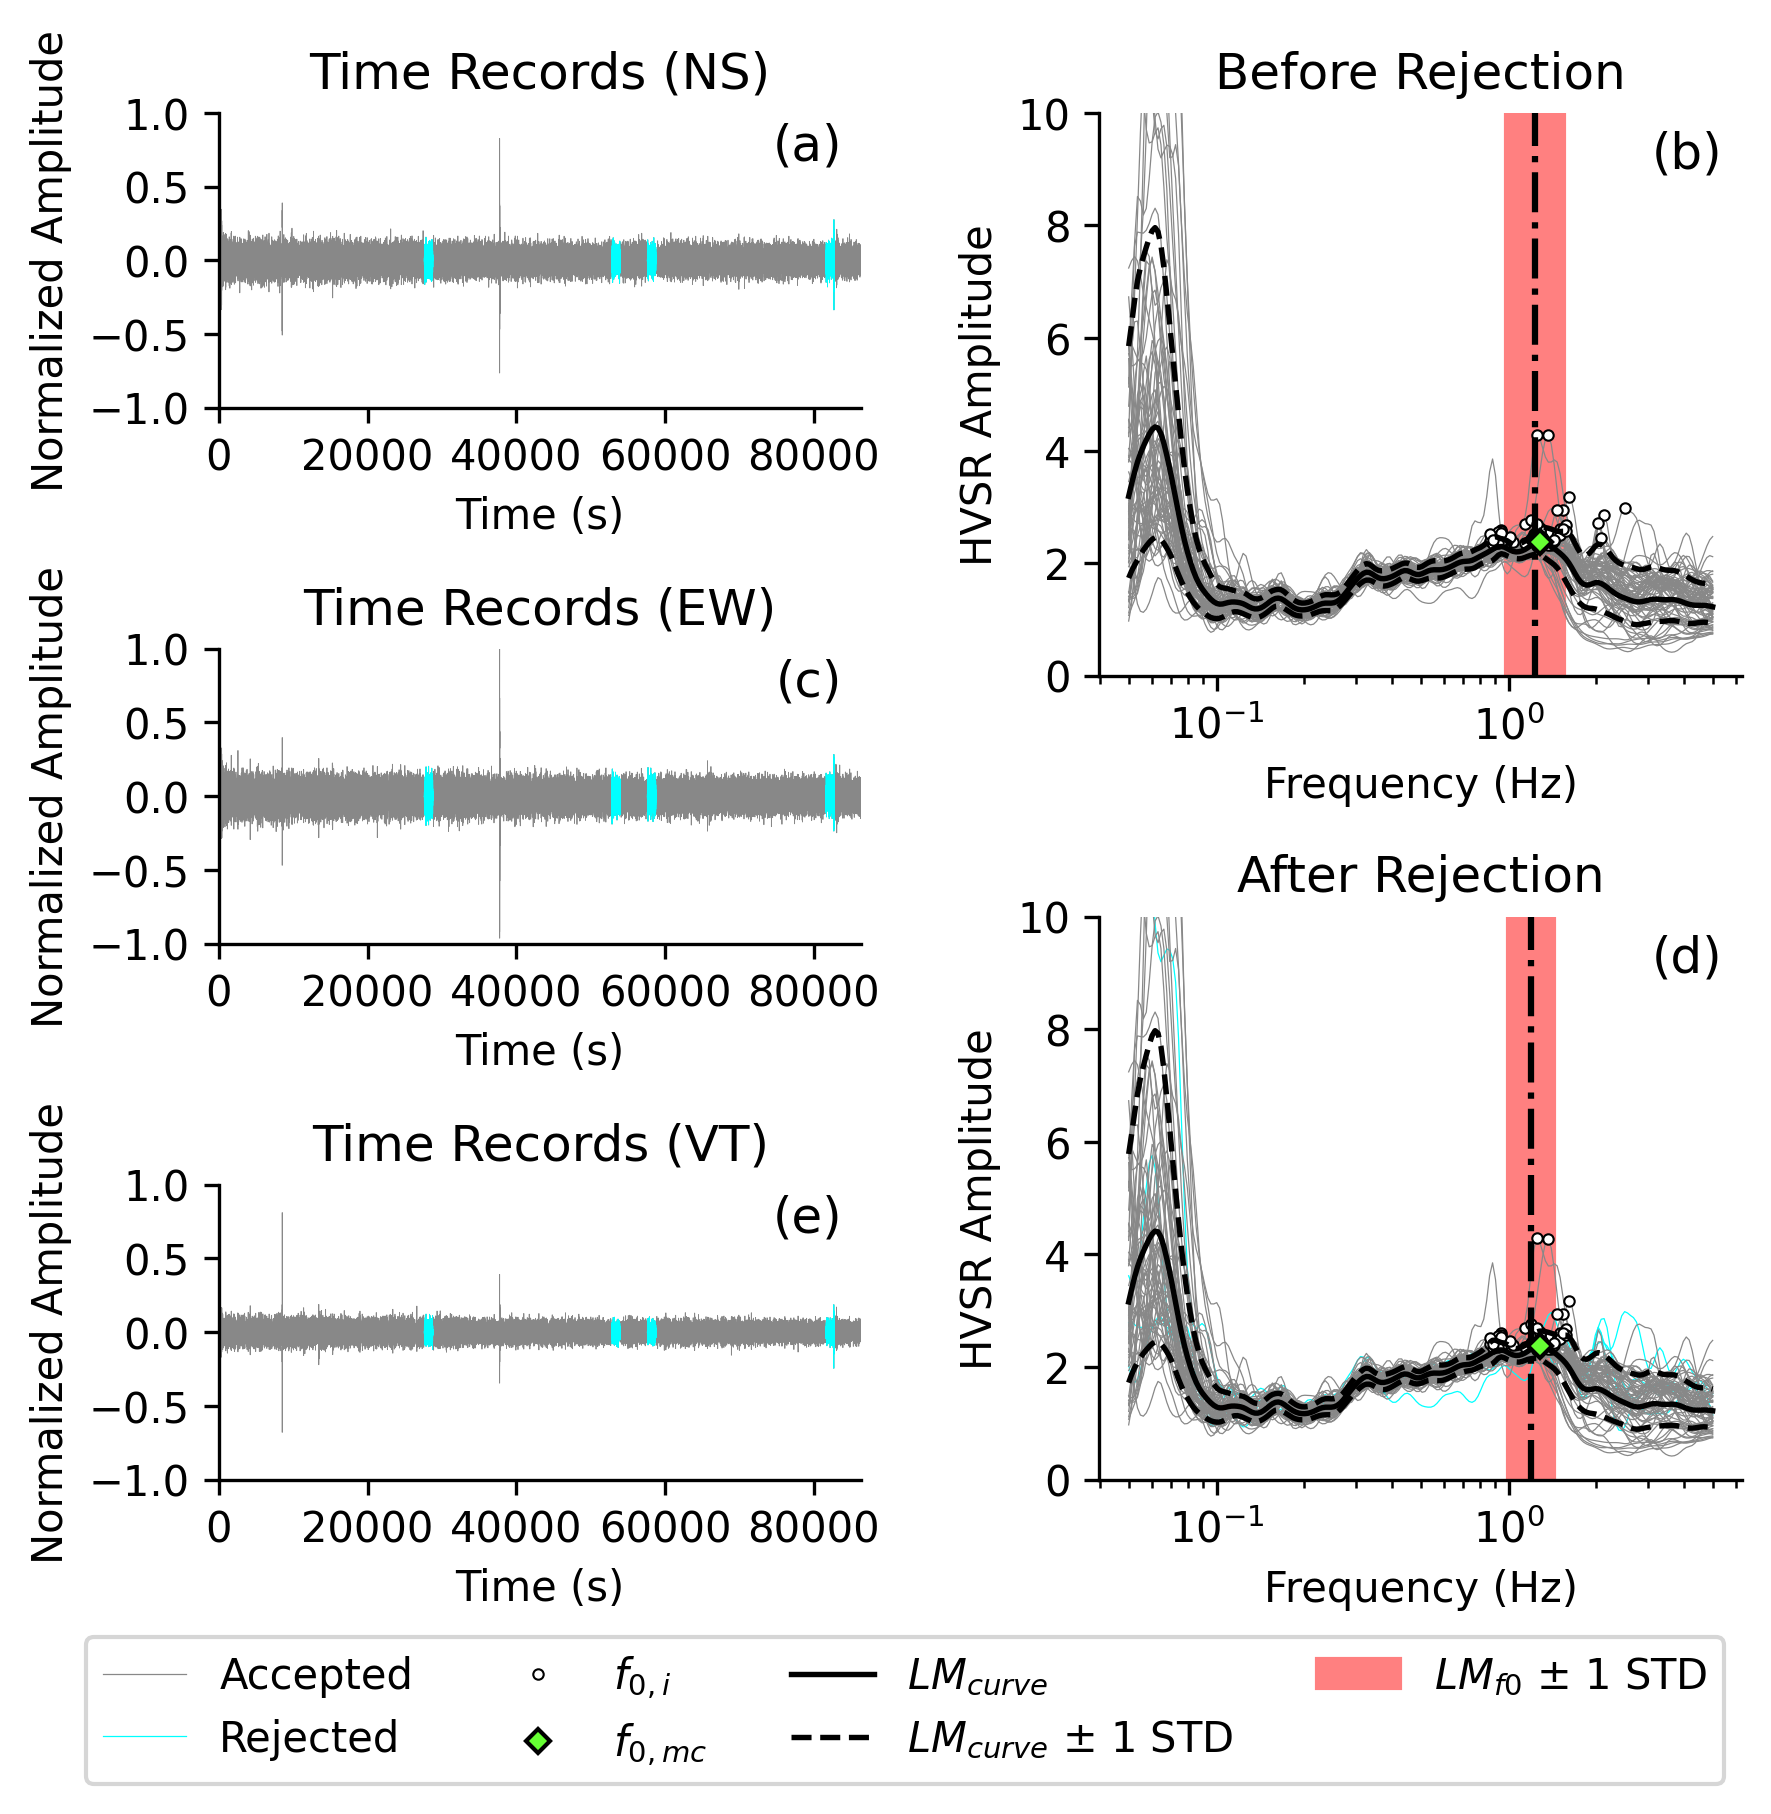 Time Records (NS)
(a)
Normalized Amplitude
1.0
0.5
0.0
−0.5
−1.0
0 20000 40000 60000 80000
Time (s)
Before Rejection
(b)
HVSR Amplitude
10
8
6
4
2
0
10⁻¹ 10⁰
Frequency (Hz)
Time Records (EW)
(c)
Normalized Amplitude
1.0
0.5
0.0
−0.5
−1.0
0 20000 40000 60000 80000
Time (s)
After Rejection
(d)
HVSR Amplitude
10
8
6
4
2
0
10⁻¹ 10⁰
Frequency (Hz)
Time Records (VT)
(e)
Normalized Amplitude
1.0
0.5
0.0
−0.5
−1.0
0 20000 40000 60000 80000
Time (s)
Accepted
Rejected
f0,i
f0,mc
LMcurve
LMcurve ± 1 STD
LMf0 ± 1 STD